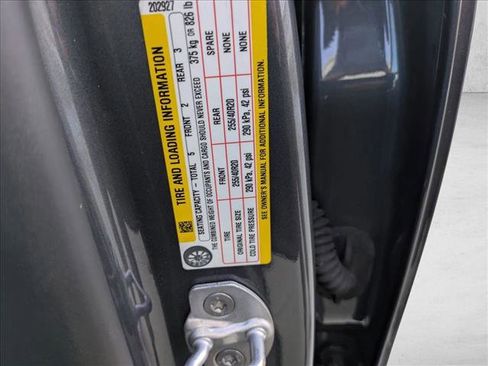 202927
TIRE AND LOADING INFORMATION
SEATING CAPACITY – TOTAL 5 FRONT 2 REAR 3
THE COMBINED WEIGHT OF OCCUPANTS AND CARGO SHOULD NEVER EXCEED 375 kg OR 826 lb
TIRE FRONT REAR SPARE
ORIGINAL TIRE SIZE 255/40R20 255/40R20 NONE
COLD TIRE PRESSURE 290 kPa, 42 psi 290 kPa, 42 psi NONE
SEE OWNER'S MANUAL FOR ADDITIONAL INFORMATION.